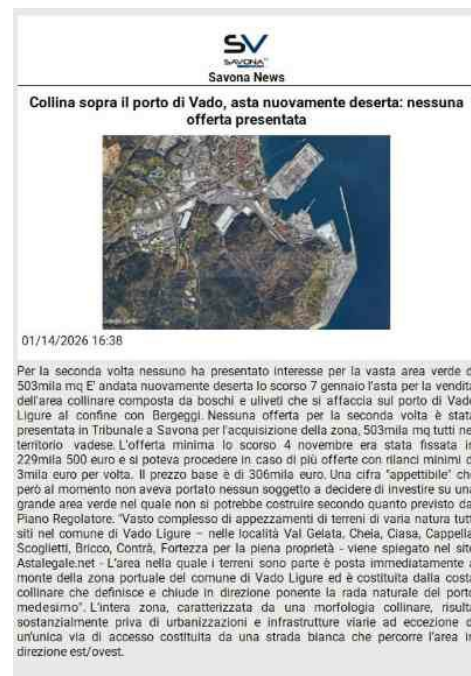 SV
SAVONA
Savona News
Collina sopra il porto di Vado, asta nuovamente deserta: nessuna
offerta presentata
01/14/2026 16:38
Per la seconda volta nessuno ha presentato interesse per la vasta area verde d
503mila mq E' andata nuovamente deserta lo scorso 7 gennaio l'asta per la vendita
dell'area collinare composta da boschi e uliveti che si affaccia sul porto di Vado
Ligure al confine con Bergeggi. Nessuna offerta per la seconda volta è stata
presentata in Tribunale a Savona per l'acquisizione della zona, 503mila mq tutti ne
territorio vadese. L'offerta minima lo scorso 4 novembre era stata fissata in
229mila 500 euro e si poteva procedere in caso di più offerte con rilanci minimi d
3mila euro per volta. Il prezzo base è di 306mila euro. Una cifra "appetibile" che
però al momento non aveva portato nessun soggetto a decidere di investire su una
grande area verde nel quale non si potrebbe costruire secondo quanto previsto da
Piano Regolatore. "Vasto complesso di appezzamenti di terreni di varia natura tutt
siti nel comune di Vado Ligure – nelle località Val Gelata, Cheia, Ciasa, Cappella
Scoglietti, Bricco, Contrà, Fortezza per la piena proprietà - viene spiegato nel site
Astalegale.net - L'area nella quale i terreni sono parte è posta immediatamente a
monte della zona portuale del comune di Vado Ligure ed è costituita dalla costa
collinare che definisce e chiude in direzione ponente la rada naturale del porto
medesimo". L'intera zona, caratterizzata da una morfologia collinare, risulta
sostanzialmente priva di urbanizzazioni e infrastrutture viarie ad eccezione d
un'unica via di accesso costituita da una strada bianca che percorre l'area in
direzione est/ovest.